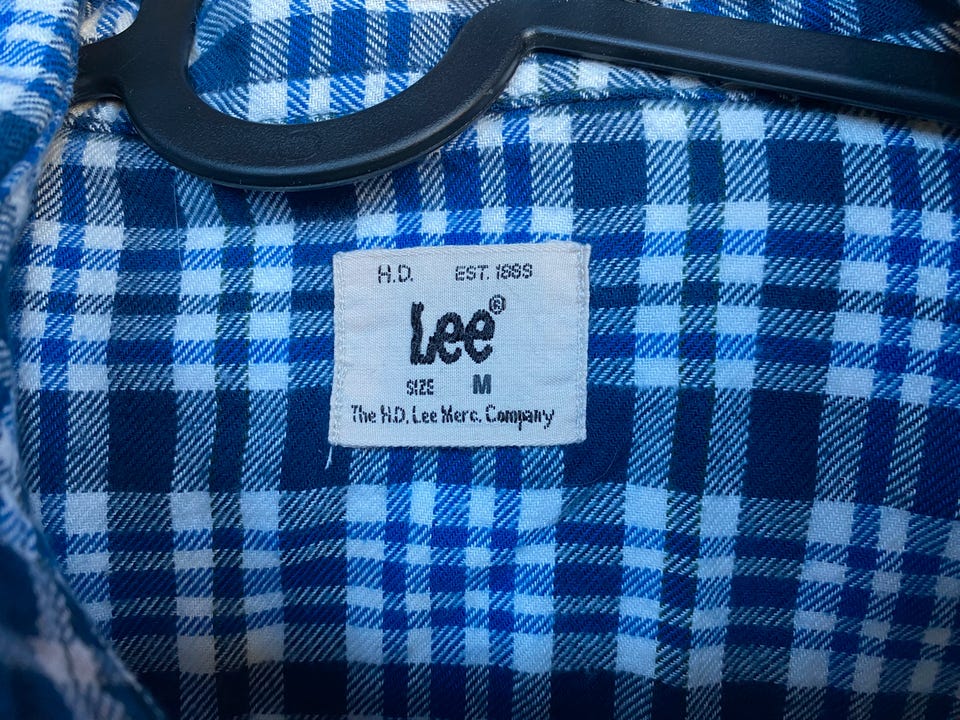 H.D. EST. 1889
Lee®
SIZE M
The H.D. Lee Merc. Company